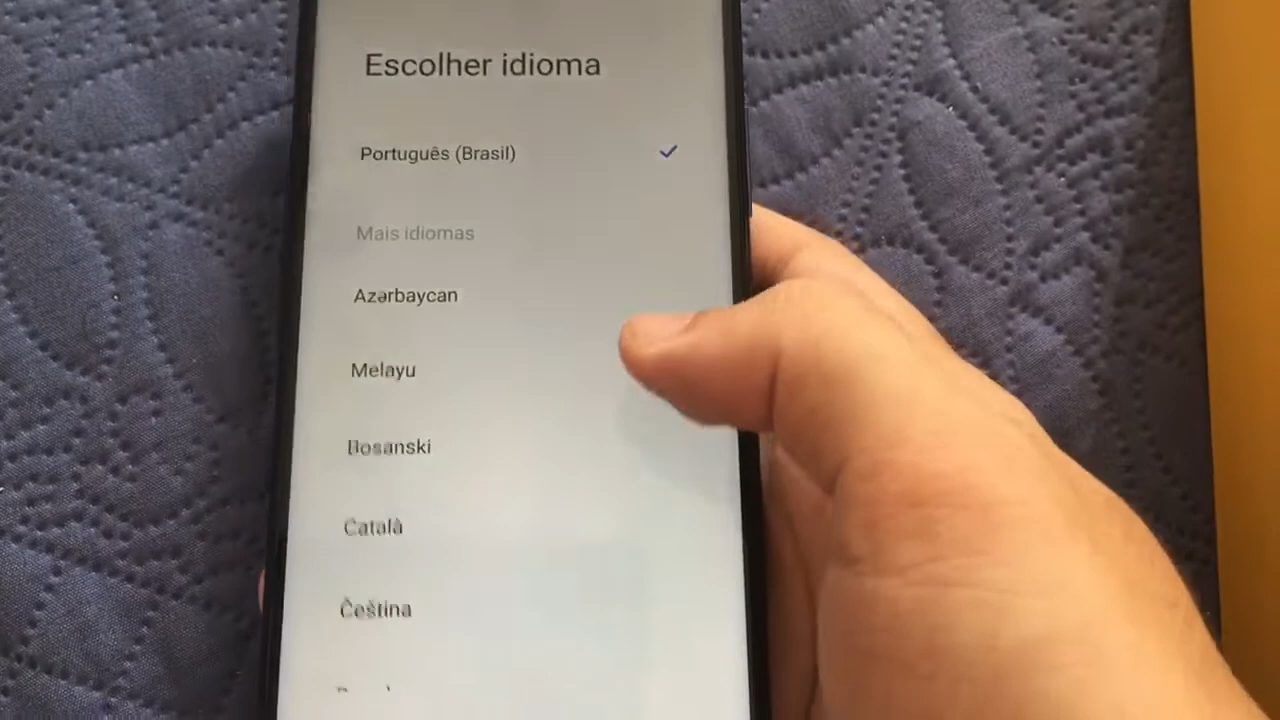 Escolher idioma
Português (Brasil)
Mais idiomas
Azərbaycan
Melayu
Bosanski
Català
Čeština